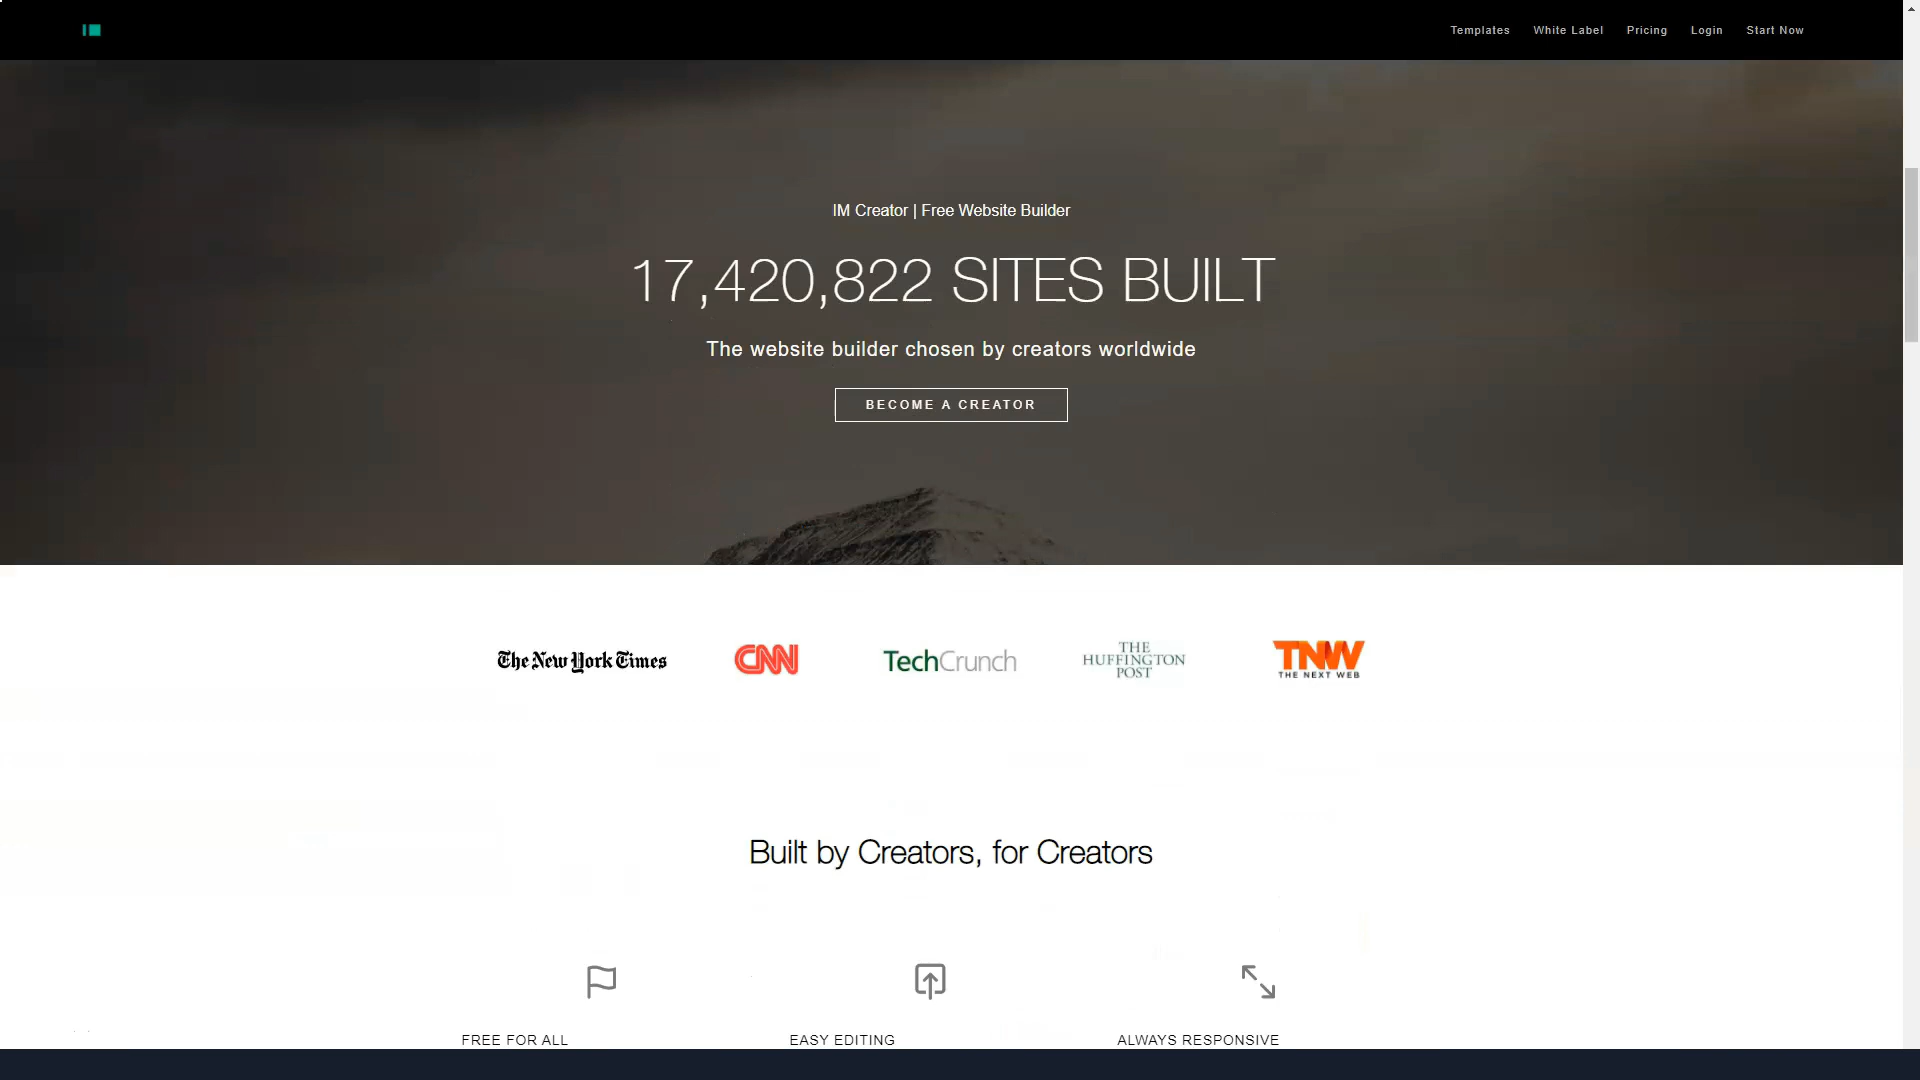 Templates White Label Pricing Login Start Now
IM Creator | Free Website Builder
17,420,822 SITES BUILT
The website builder chosen by creators worldwide
BECOME A CREATOR
The New York Times
CNN
TechCrunch
THE HUFFINGTON POST
TNW
THE NEXT WEB
Built by Creators, for Creators
FREE FOR ALL EASY EDITING ALWAYS RESPONSIVE